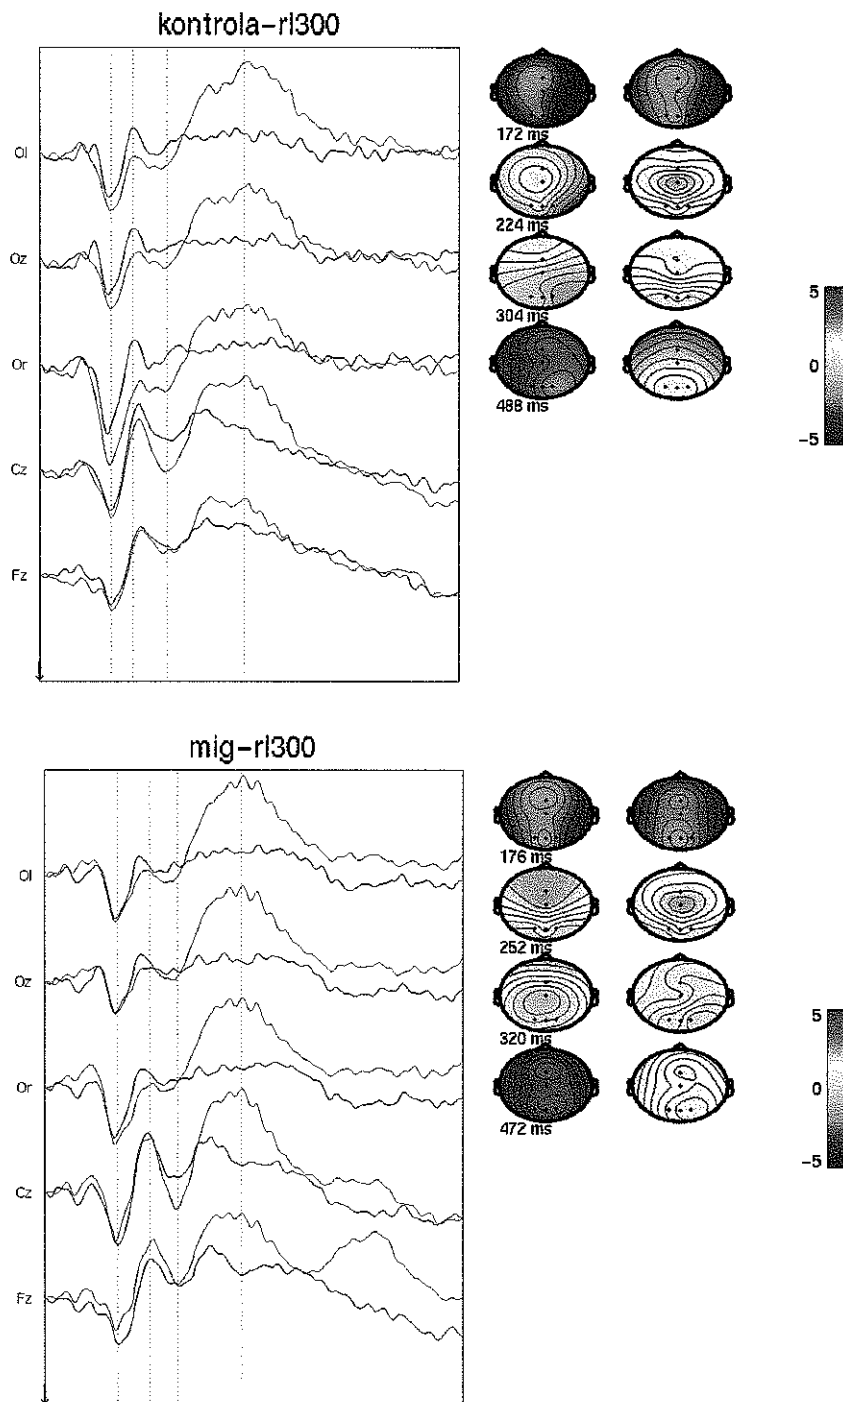 kontrola-rl300
Ol
Oz
Or
Cz
Fz
172 ms
224 ms
304 ms
488 ms
5
0
-5
mig-rl300
Ol
Oz
Or
Cz
Fz
176 ms
252 ms
320 ms
472 ms
5
0
-5